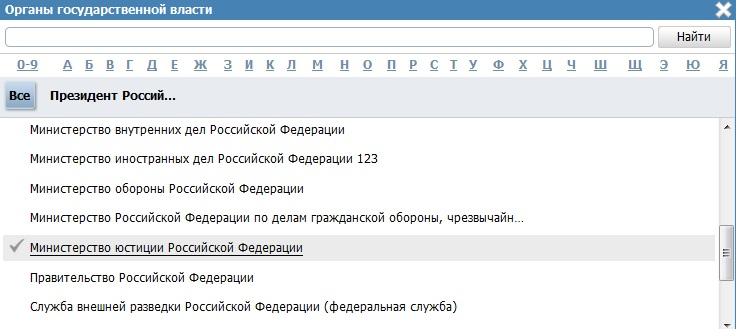 Органы государственной власти
Найти
0-9 А Б В Г Д Е Ж З И К Л М Н О П Р С Т У Ф Х Ц Ч Ш Щ Э Ю Я
Все Президент Россий...
Министерство внутренних дел Российской Федерации
Министерство иностранных дел Российской Федерации 123
Министерство обороны Российской Федерации
Министерство Российской Федерации по делам гражданской обороны, чрезвычайн...
Министерство юстиции Российской Федерации
Правительство Российской Федерации
Служба внешней разведки Российской Федерации (федеральная служба)